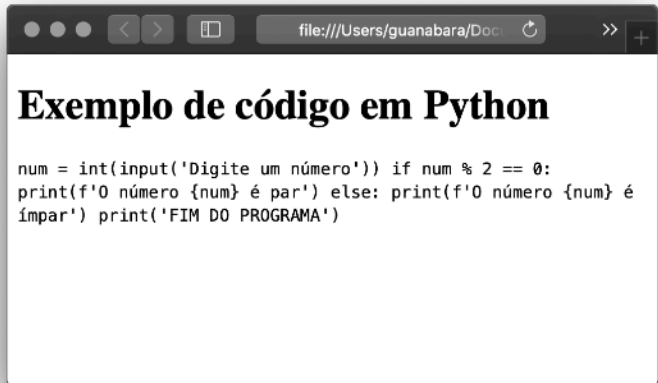 file:///Users/guanabara/Doc
Exemplo de código em Python
num = int(input('Digite um número')) if num % 2 == 0:
print(f'O número {num} é par') else: print(f'O número {num} é
ímpar') print('FIM DO PROGRAMA')